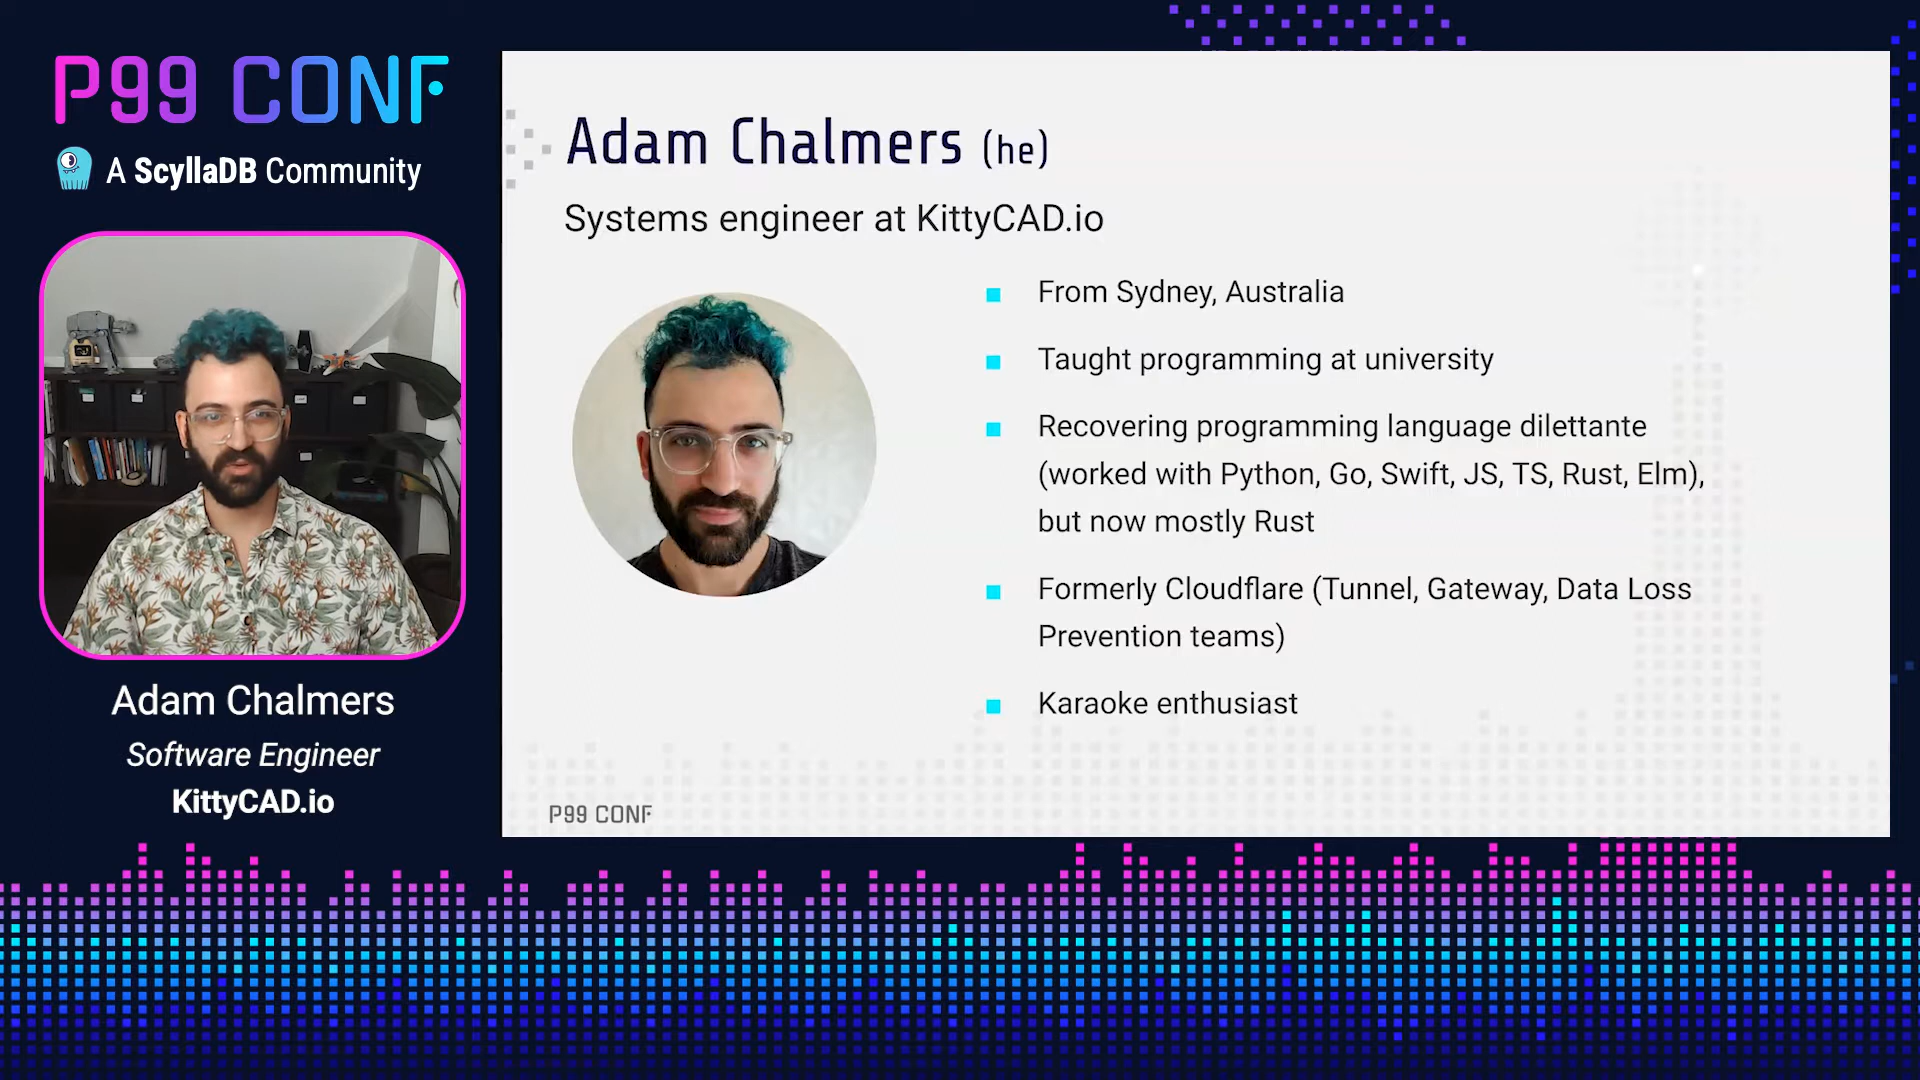 P99 CONF
A ScyllaDB Community
Adam Chalmers
Software Engineer
KittyCAD.io
Adam Chalmers (he)
Systems engineer at KittyCAD.io
From Sydney, Australia
Taught programming at university
Recovering programming language dilettante
(worked with Python, Go, Swift, JS, TS, Rust, Elm),
but now mostly Rust
Formerly Cloudflare (Tunnel, Gateway, Data Loss
Prevention teams)
Karaoke enthusiast
P99 CONF